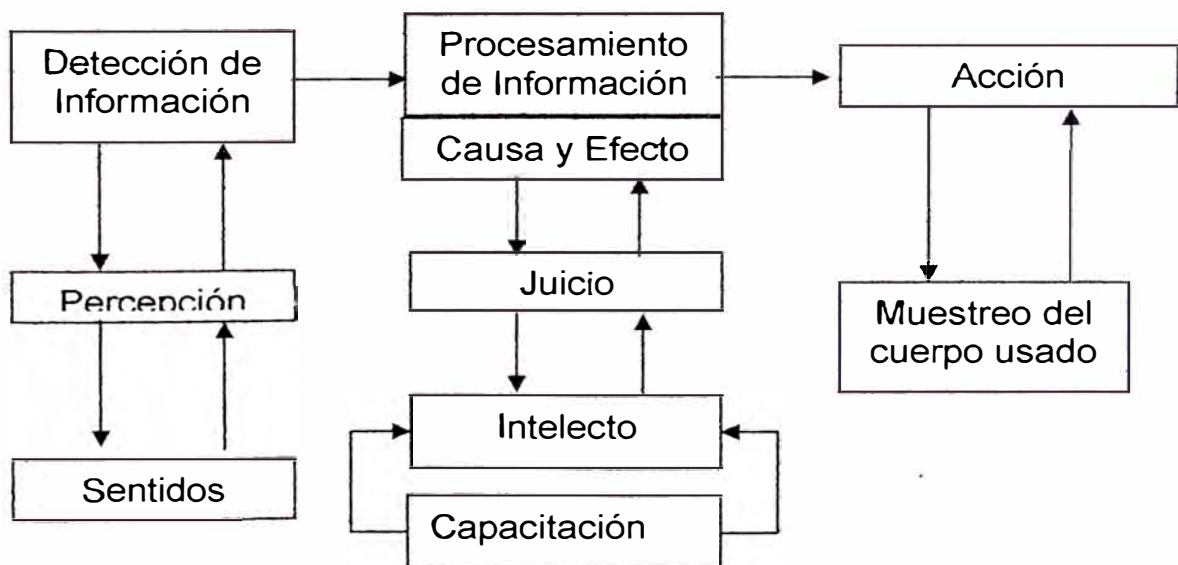 Detección de
Información
Procesamiento
de Información
Causa y Efecto
Acción
Percepción
Juicio
Muestreo del
cuerpo usado
Intelecto
Sentidos
Capacitación